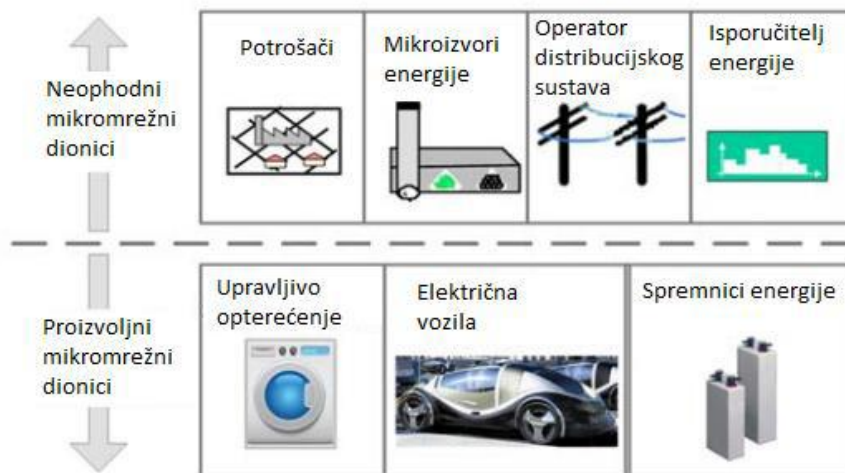 Neophodni
mikromrežni
dionici
Potrošači
Mikroizvori
energije
Operator
distribucijskog
sustava
Isporučitelj
energije
Proizvoljni
mikromrežni
dionici
Upravljivo
opterećenje
Električna
vozila
Spremnici energije